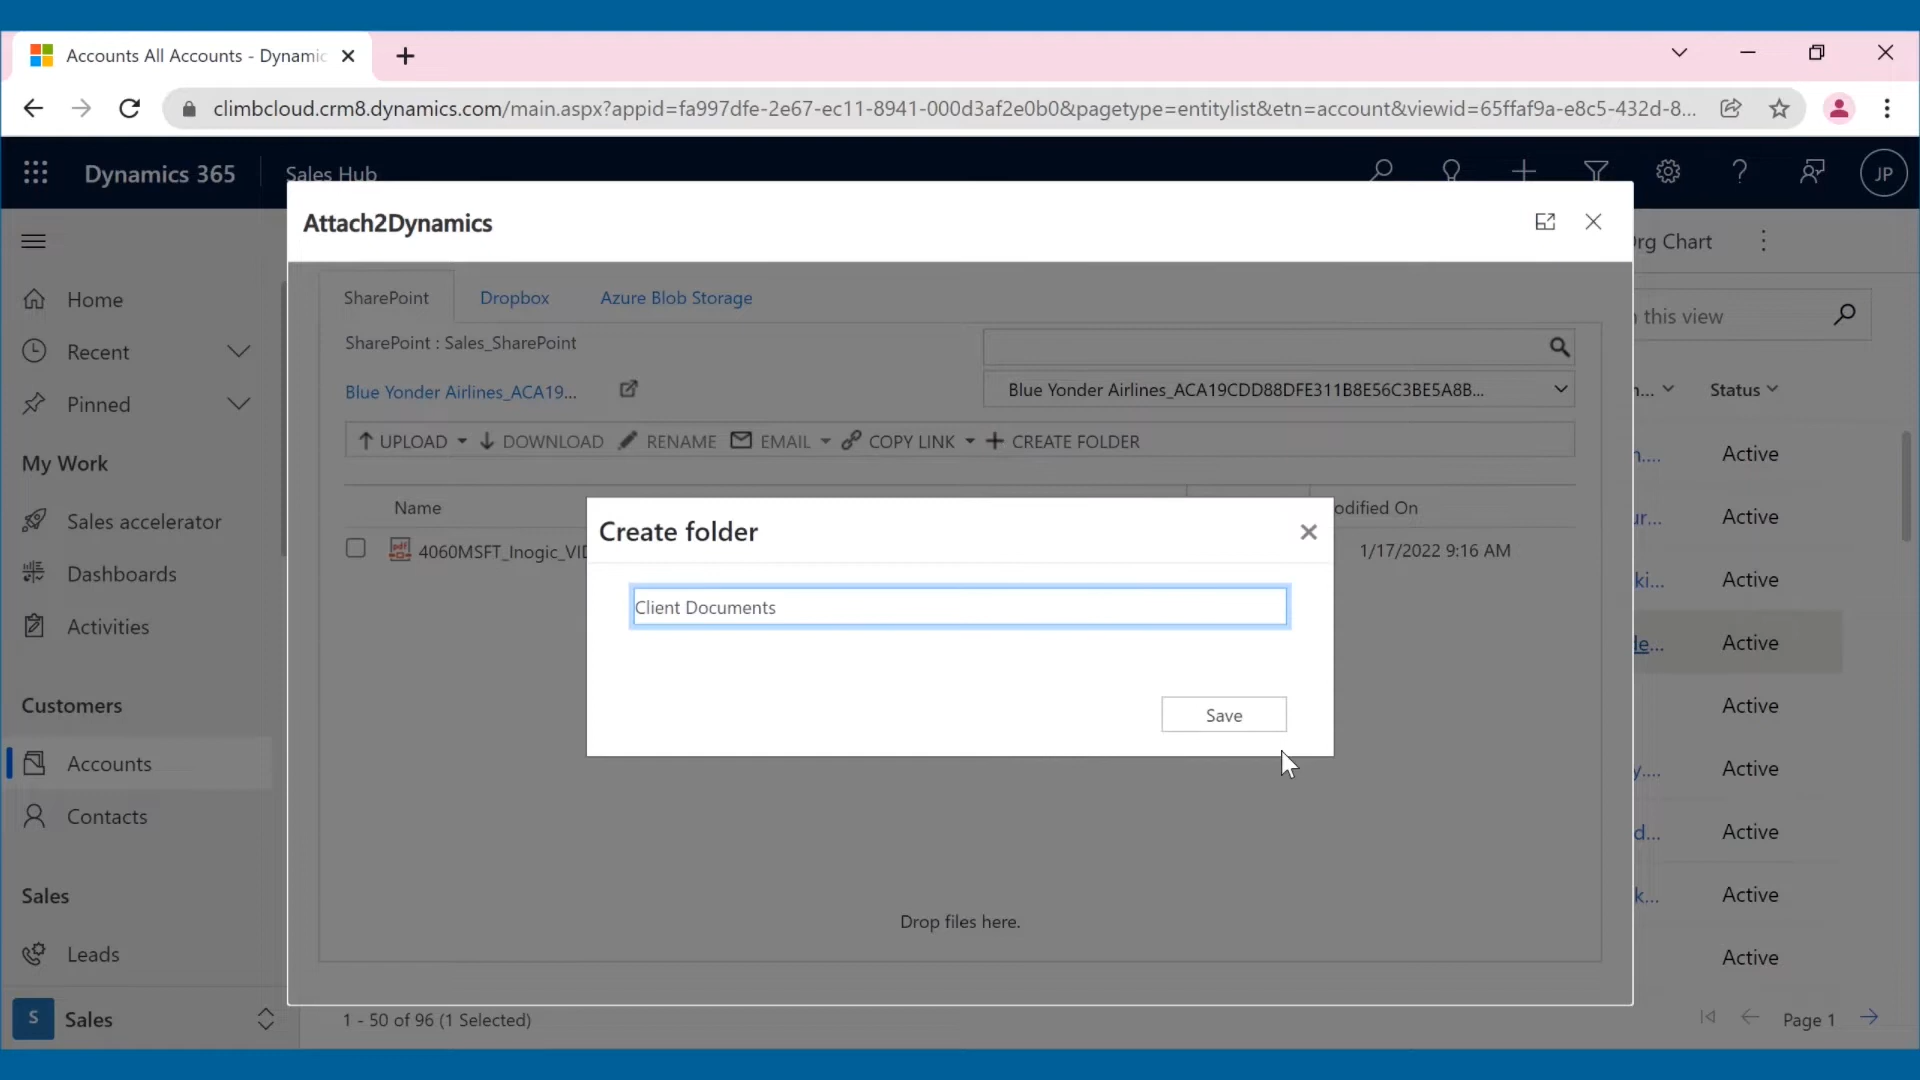 Accounts All Accounts - Dynamic
climbcloud.crm8.dynamics.com/main.aspx?appid=fa997dfe-2e67-ec11-8941-000d3af2e0b0&pagetype=entitylist&etn=account&viewid=65ffaf9a-e8c5-432d-8...
Dynamics 365
Sales Hub
JP
Attach2Dynamics
Org Chart
Home
Recent
Pinned
My Work
Sales accelerator
Dashboards
Activities
Customers
Accounts
Contacts
Sales
Leads
S Sales
SharePoint Dropbox Azure Blob Storage
SharePoint : Sales_SharePoint
Blue Yonder Airlines_ACA19...
Blue Yonder Airlines_ACA19CDD88DFE311B8E56C3BE5A8B...
UPLOAD DOWNLOAD RENAME EMAIL COPY LINK CREATE FOLDER
Name
odified On
4060MSFT_Inogic_VI
1/17/2022 9:16 AM
Create folder
Client Documents
Save
Drop files here.
this view
n... Status
n.... Active
ur... Active
ki... Active
de... Active
Active
y.... Active
d... Active
k... Active
Active
1 - 50 of 96 (1 Selected)
Page 1